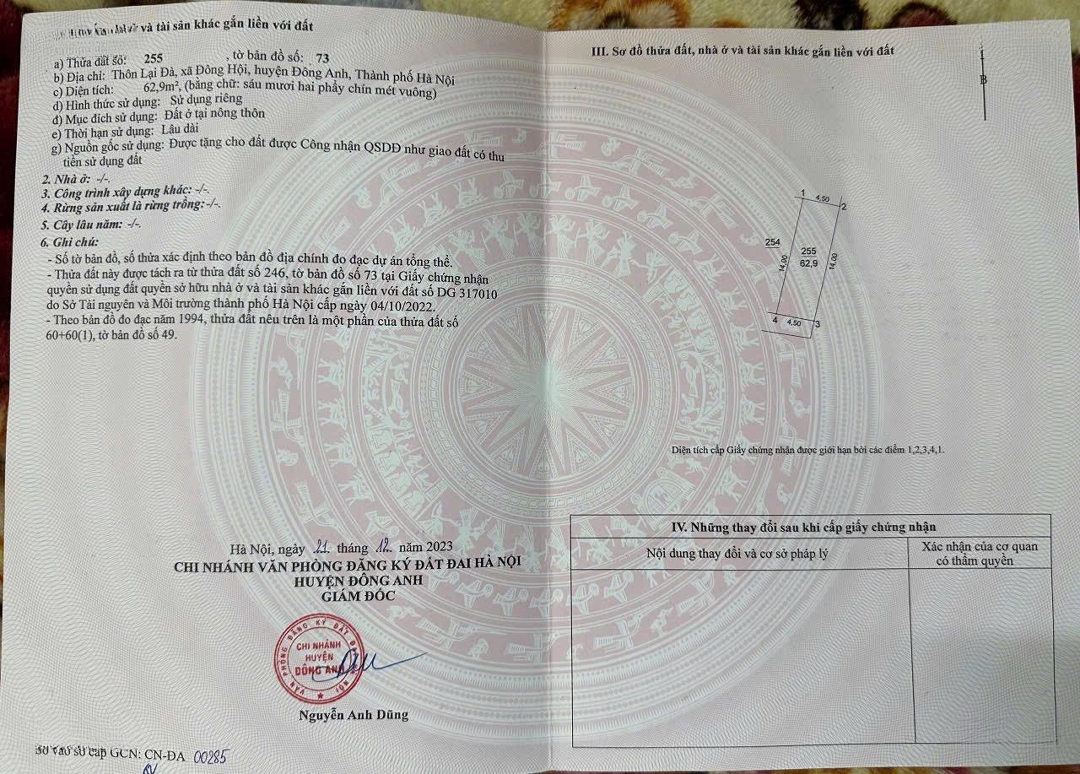 và tài sản khác gắn liền với đất
a) Thửa đất số: 255 , tờ bản đồ số: 73
b) Địa chỉ: Thôn Lại Đà, xã Đông Hội, huyện Đông Anh, Thành phố Hà Nội
c) Diện tích: 62,9m², (bằng chữ: sáu mươi hai phẩy chín mét vuông)
d) Hình thức sử dụng: Sử dụng riêng
đ) Mục đích sử dụng: Đất ở tại nông thôn
e) Thời hạn sử dụng: Lâu dài
g) Nguồn gốc sử dụng: Được tặng cho đất được Công nhận QSDĐ như giao đất có thu
tiền sử dụng đất
2. Nhà ở: -/-.
3. Công trình xây dựng khác: -/-.
4. Rừng sản xuất là rừng trồng:-/-.
5. Cây lâu năm: -/-.
6. Ghi chú:
- Số tờ bản đồ, số thửa xác định theo bản đồ địa chính đo đạc dự án tổng thể.
- Thửa đất này được tách ra từ thửa đất số 246, tờ bản đồ số 73 tại Giấy chứng nhận
quyền sử dụng đất quyền sở hữu nhà ở và tài sản khác gắn liền với đất số DG 317010
do Sở Tài nguyên và Môi trường thành phố Hà Nội cấp ngày 04/10/2022.
- Theo bản đồ đo đạc năm 1994, thửa đất nêu trên là một phần của thửa đất số
60+60(1), tờ bản đồ số 49.
Hà Nội, ngày 21 tháng 12 năm 2023
CHI NHÁNH VĂN PHÒNG ĐĂNG KÝ ĐẤT ĐAI HÀ NỘI
HUYỆN ĐÔNG ANH
GIÁM ĐỐC
VĂN PHÒNG ĐĂNG KÝ ĐẤT ĐAI HÀ NỘI
CHI NHÁNH
HUYỆN
ĐÔNG ANH
Nguyễn Anh Dũng
sổ cấp GCN: CN-ĐA 00285
III. Sơ đồ thửa đất, nhà ở và tài sản khác gắn liền với đất
B
1
4,50
2
254
14,00
255
62,9
14,00
4
4,50
3
Diện tích cấp Giấy chứng nhận được giới hạn bởi các điểm 1,2,3,4,1.
IV. Những thay đổi sau khi cấp giấy chứng nhận
Nội dung thay đổi và cơ sở pháp lý
Xác nhận của cơ quan
có thẩm quyền